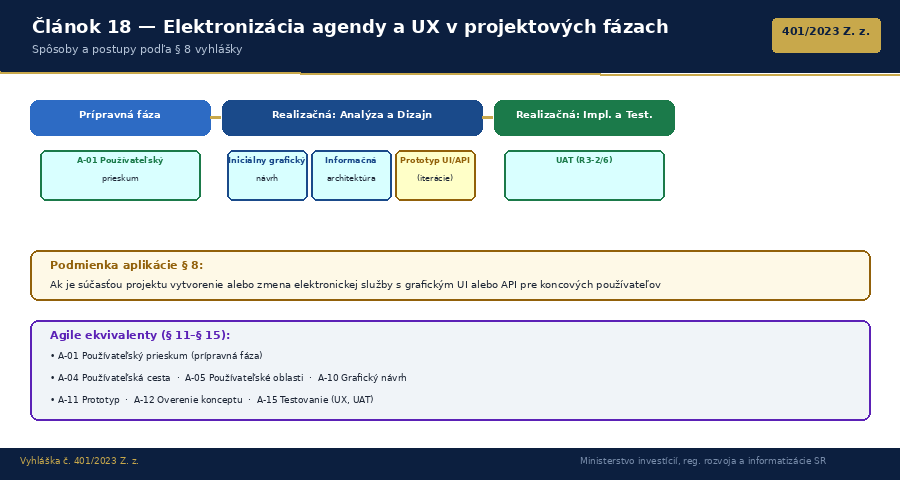 Článok 18 — Elektronizácia agendy a UX v projektových fázach
Spôsoby a postupy podľa § 8 vyhlášky
401/2023 Z. z.
Prípravná fáza
Realizačná: Analýza a Dizajn
Realizačná: Impl. a Test.
A-01 Používateľský
prieskum
Iniciálny grafický
návrh
Informačná
architektúra
Prototyp UI/API
(iterácie)
UAT (R3-2/6)
Podmienka aplikácie § 8:
Ak je súčasťou projektu vytvorenie alebo zmena elektronickej služby s grafickým UI alebo API pre koncových používateľov
Agile ekvivalenty (§ 11–§ 15):
• A-01 Používateľský prieskum (prípravná fáza)
• A-04 Používateľská cesta · A-05 Používateľské oblasti · A-10 Grafický návrh
• A-11 Prototyp · A-12 Overenie konceptu · A-15 Testovanie (UX, UAT)
Vyhláška č. 401/2023 Z. z.
Ministerstvo investícií, reg. rozvoja a informatizácie SR